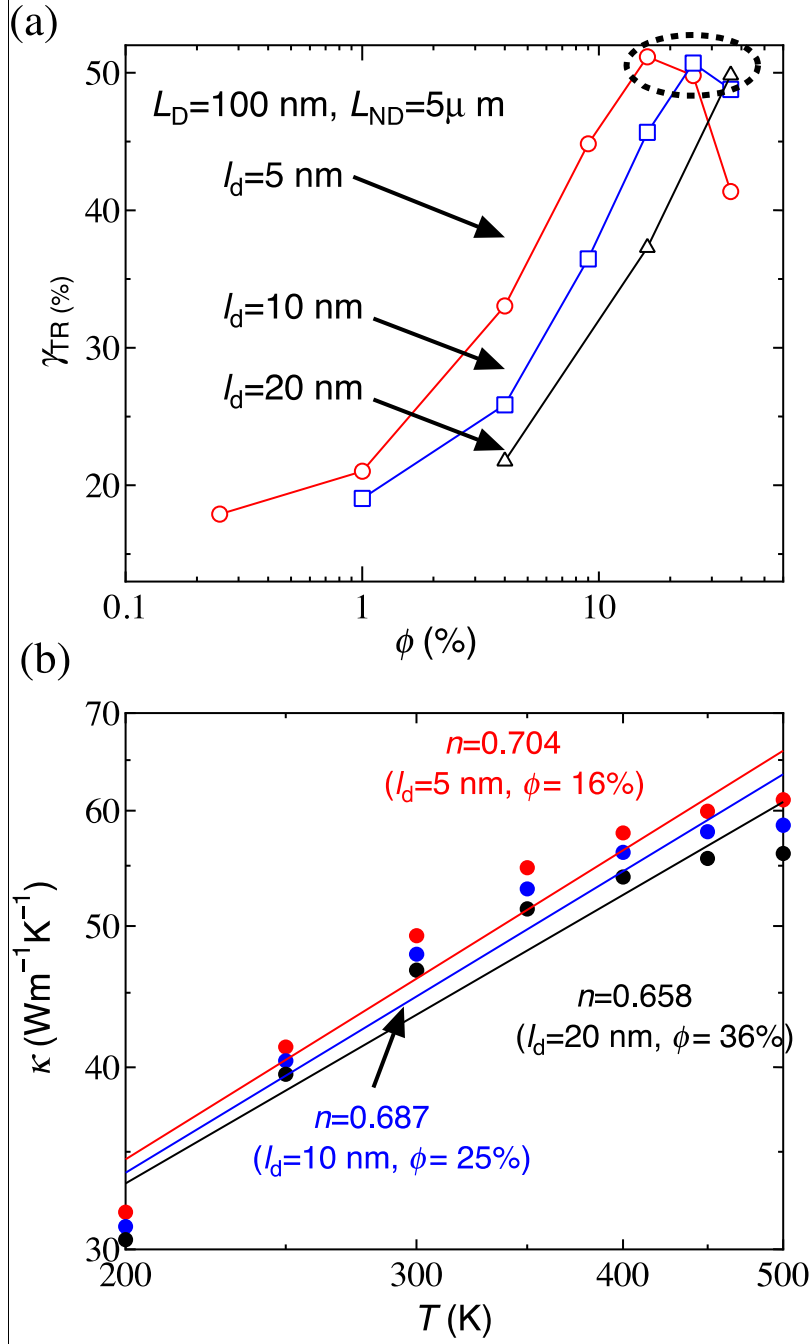 (a)
50
40
30
20
γTR (%)
L_D=100 nm, L_ND=5μ m
l_d=5 nm
l_d=10 nm
l_d=20 nm
0.1 1 10
ϕ (%)
(b)
70
60
50
40
30
κ (Wm⁻¹K⁻¹)
n=0.704
(l_d=5 nm, ϕ= 16%)
n=0.658
(l_d=20 nm, ϕ= 36%)
n=0.687
(l_d=10 nm, ϕ= 25%)
200 300 400 500
T (K)